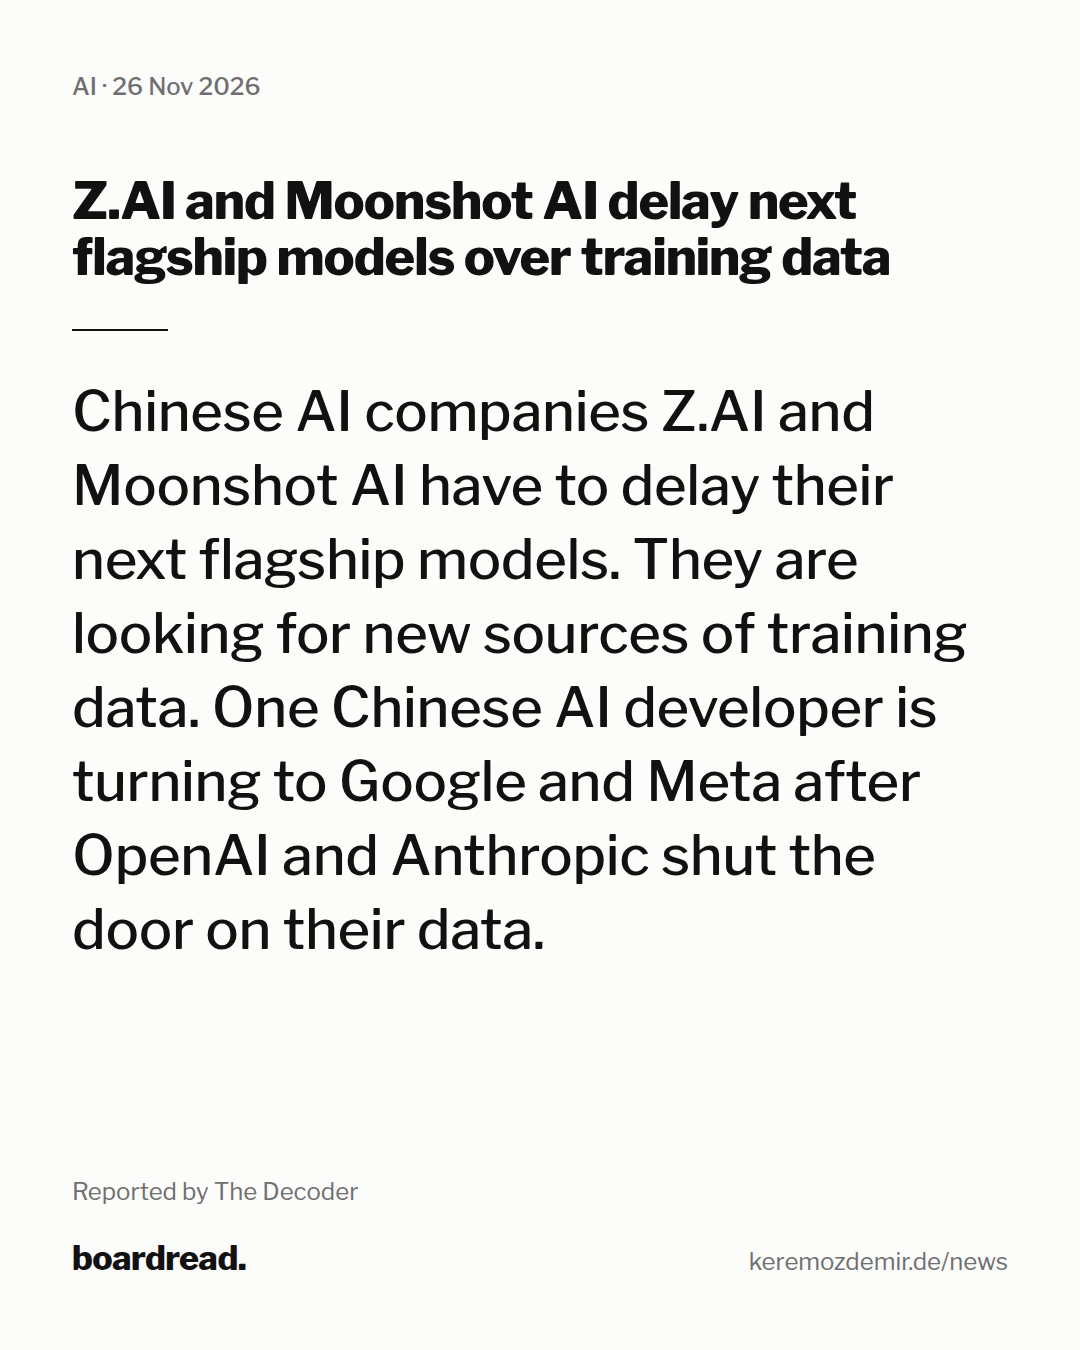 AI · 26 Nov 2026
Z.AI and Moonshot AI delay next
flagship models over training data
Chinese AI companies Z.AI and
Moonshot AI have to delay their
next flagship models. They are
looking for new sources of training
data. One Chinese AI developer is
turning to Google and Meta after
OpenAI and Anthropic shut the
door on their data.
Reported by The Decoder
boardread.
keremozdemir.de/news